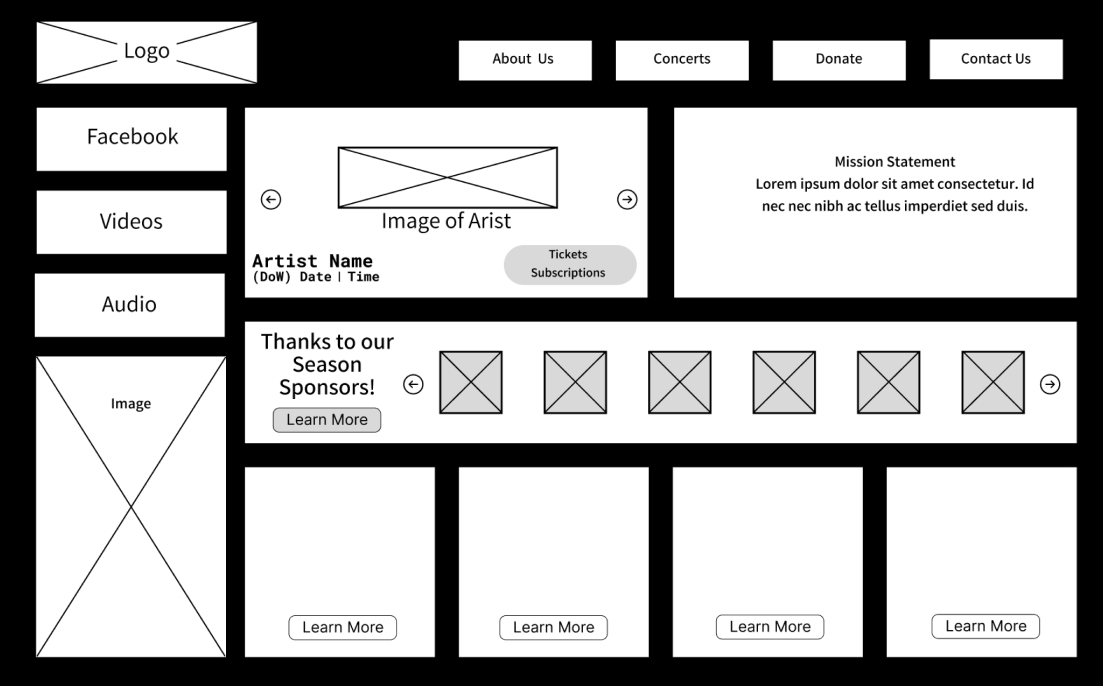 Logo
About Us
Concerts
Donate
Contact Us
Facebook
Videos
Audio
Image
Image of Arist
Artist Name
(DoW) Date | Time
Tickets
Subscriptions
Mission Statement
Lorem ipsum dolor sit amet consectetur. Id
nec nec nibh ac tellus imperdiet sed duis.
Thanks to our
Season
Sponsors!
Learn More
Learn More
Learn More
Learn More
Learn More